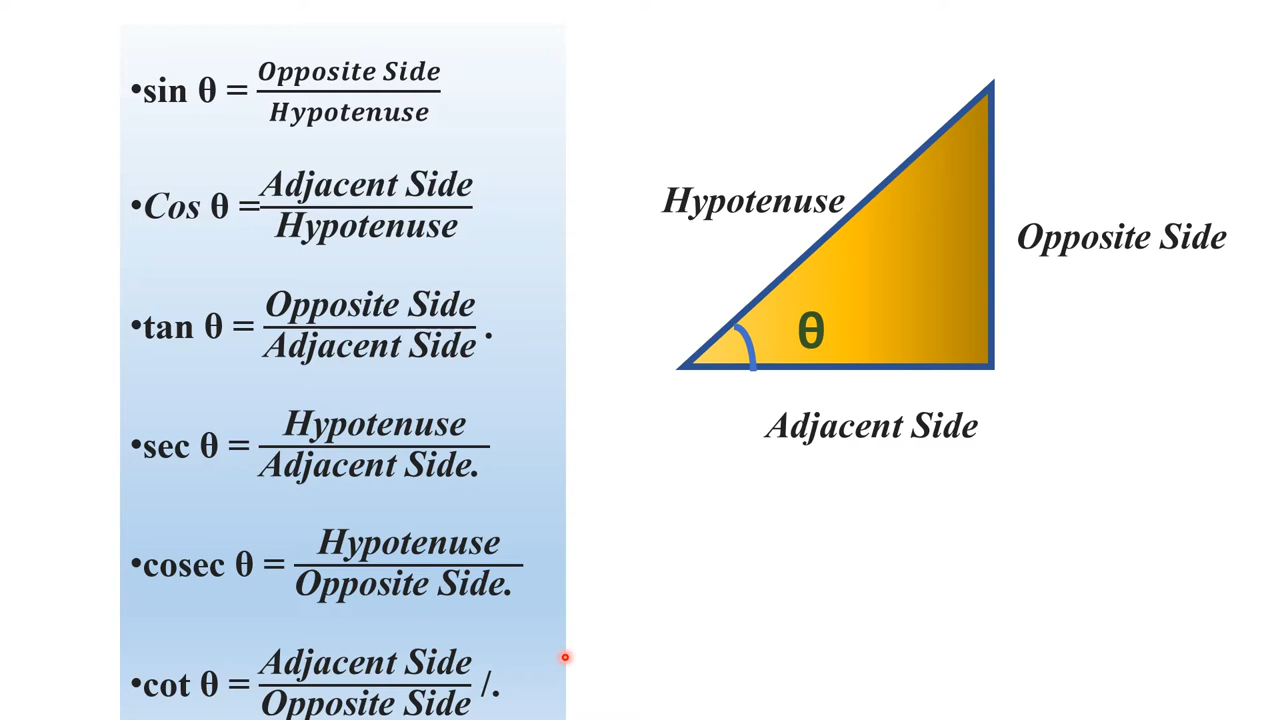 •sin θ = Opposite Side / Hypotenuse
•Cos θ = Adjacent Side / Hypotenuse
•tan θ = Opposite Side / Adjacent Side .
•sec θ = Hypotenuse / Adjacent Side.
•cosec θ = Hypotenuse / Opposite Side.
•cot θ = Adjacent Side / Opposite Side /.
Hypotenuse
Opposite Side
θ
Adjacent Side